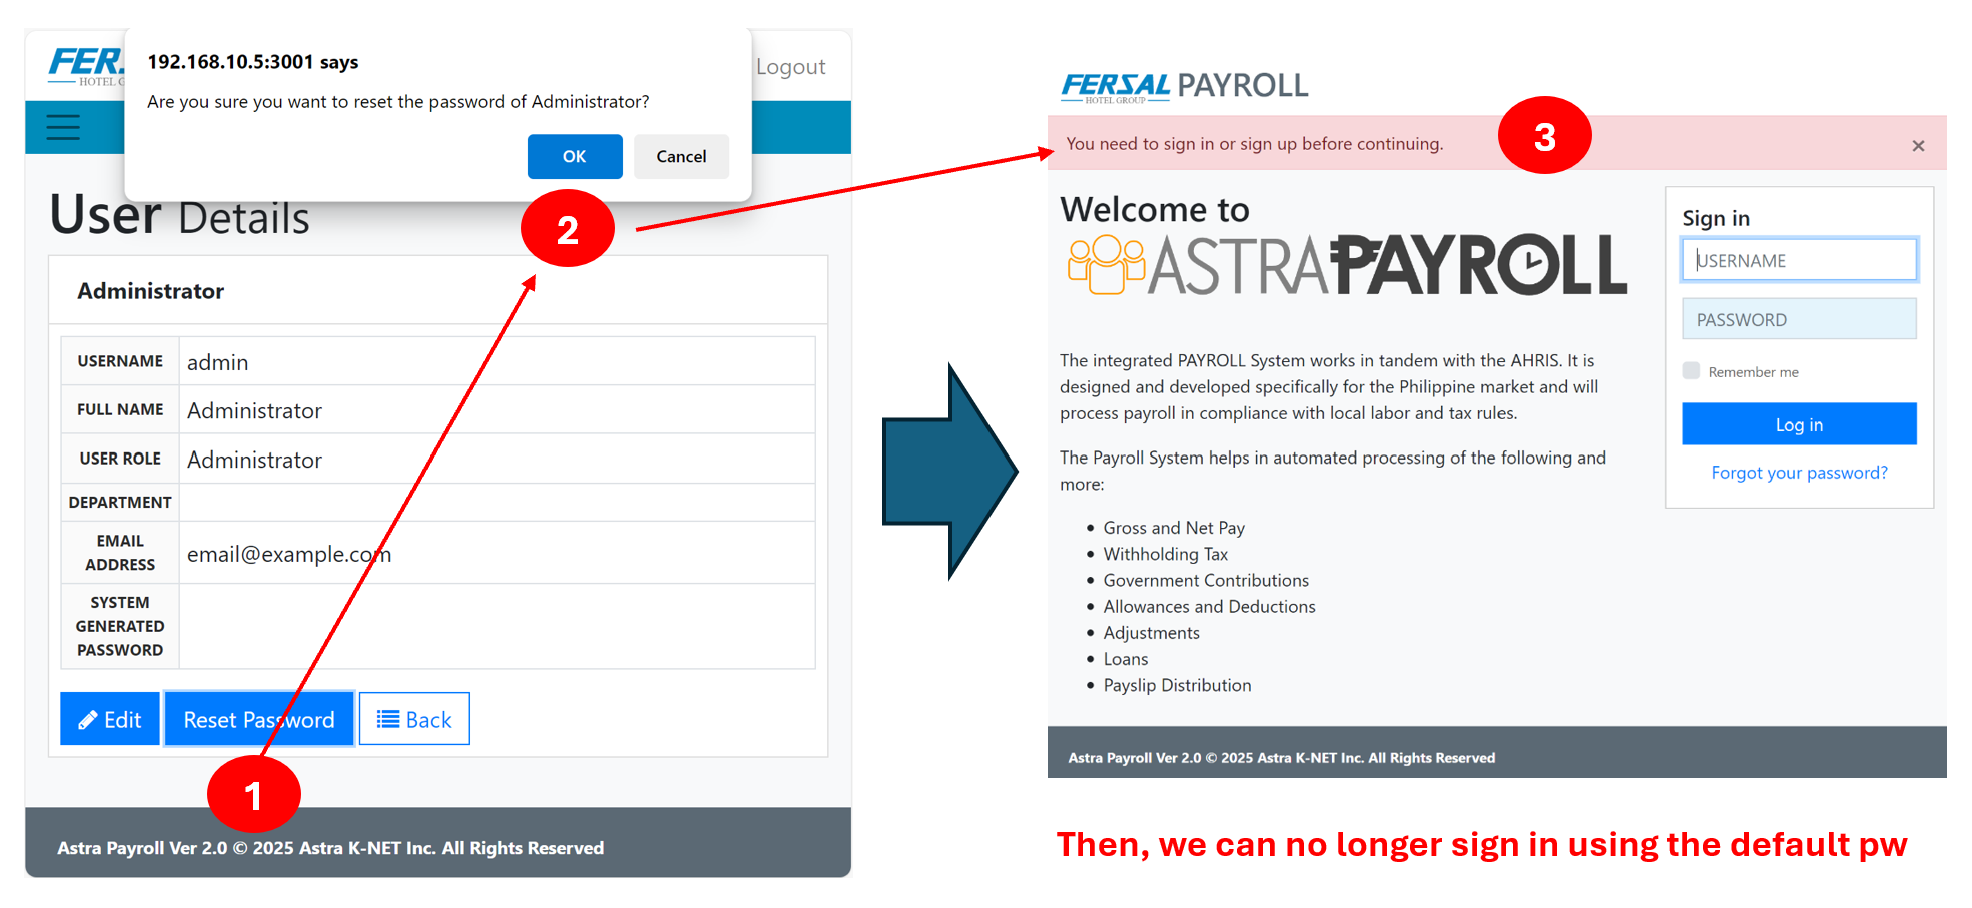 192.168.10.5:3001 says
Are you sure you want to reset the password of Administrator?
OK
Cancel
FER
HOTEL G
Logout
2
User Details
Administrator
USERNAME
admin
FULL NAME
Administrator
USER ROLE
Administrator
DEPARTMENT
EMAIL
ADDRESS
email@example.com
SYSTEM
GENERATED
PASSWORD
Edit
Reset Password
Back
1
Astra Payroll Ver 2.0 © 2025 Astra K-NET Inc. All Rights Reserved
FERSAL PAYROLL
HOTEL GROUP
You need to sign in or sign up before continuing.
3
×
Welcome to
ASTRAPAYROLL
Sign in
USERNAME
PASSWORD
Remember me
Log in
Forgot your password?
The integrated PAYROLL System works in tandem with the AHRIS. It is
designed and developed specifically for the Philippine market and will
process payroll in compliance with local labor and tax rules.
The Payroll System helps in automated processing of the following and
more:
• Gross and Net Pay
• Withholding Tax
• Government Contributions
• Allowances and Deductions
• Adjustments
• Loans
• Payslip Distribution
Astra Payroll Ver 2.0 © 2025 Astra K-NET Inc. All Rights Reserved
Then, we can no longer sign in using the default pw